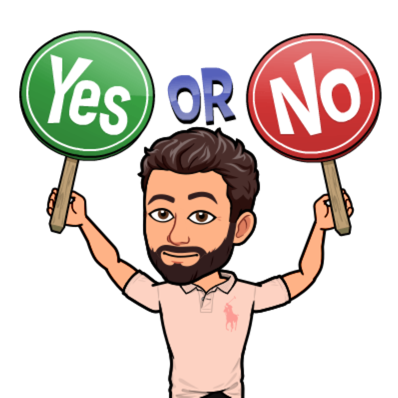 Yes OR No